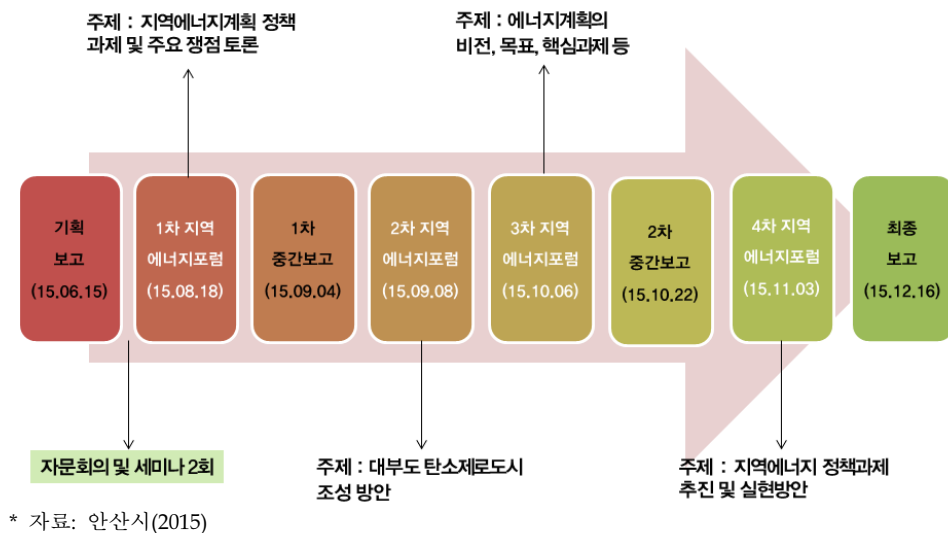 주제 : 지역에너지계획 정책
과제 및 주요 쟁점 토론
주제 : 에너지계획의
비전, 목표, 핵심과제 등
기획
보고
(15.06.15)
1차 지역
에너지포럼
(15.08.18)
1차
중간보고
(15.09.04)
2차 지역
에너지포럼
(15.09.08)
3차 지역
에너지포럼
(15.10.06)
2차
중간보고
(15.10.22)
4차 지역
에너지포럼
(15.11.03)
최종
보고
(15.12.16)
자문회의 및 세미나 2회
주제 : 대부도 탄소제로도시
조성 방안
주제 : 지역에너지 정책과제
추진 및 실현방안
* 자료: 안산시(2015)